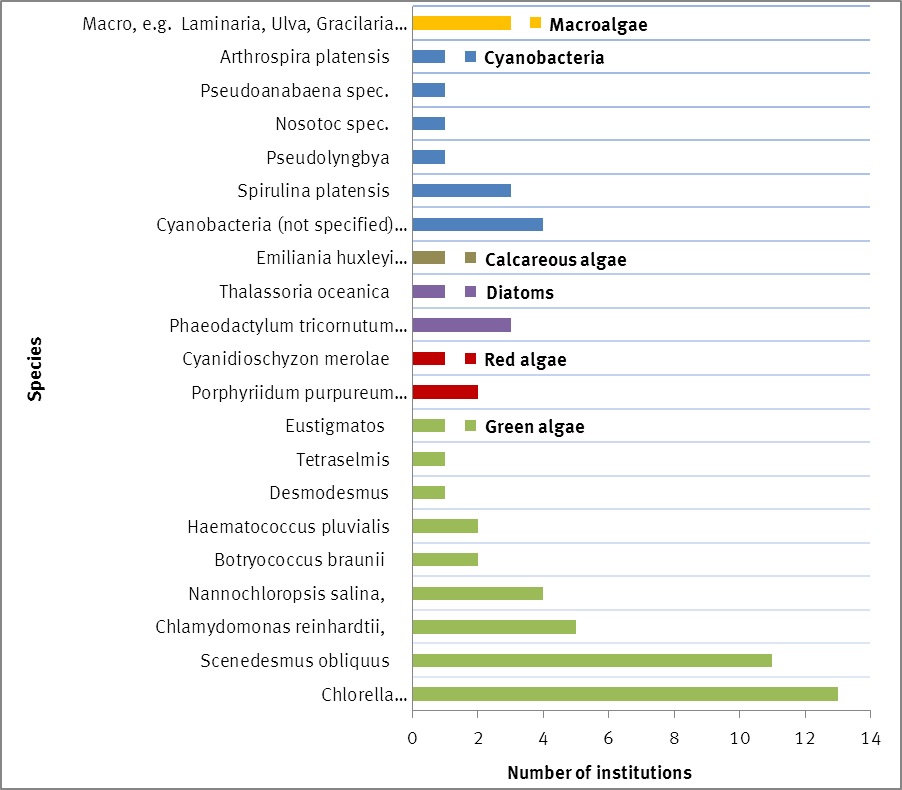 Macro, e.g. Laminaria, Ulva, Gracilaria...
Macroalgae
Arthrospira platensis
Cyanobacteria
Pseudoanabaena spec.
Nosotoc spec.
Pseudolyngbya
Spirulina platensis
Cyanobacteria (not specified)...
Emiliania huxleyi...
Calcareous algae
Thalassoria oceanica
Diatoms
Phaeodactylum tricornutum...
Cyanidioschyzon merolae
Red algae
Porphyriidum purpureum...
Eustigmatos
Green algae
Tetraselmis
Desmodesmus
Haematococcus pluvialis
Botryococcus braunii
Nannochloropsis salina,
Chlamydomonas reinhardtii,
Scenedesmus obliquus
Chlorella...
Species
0 2 4 6 8 10 12 14
Number of institutions